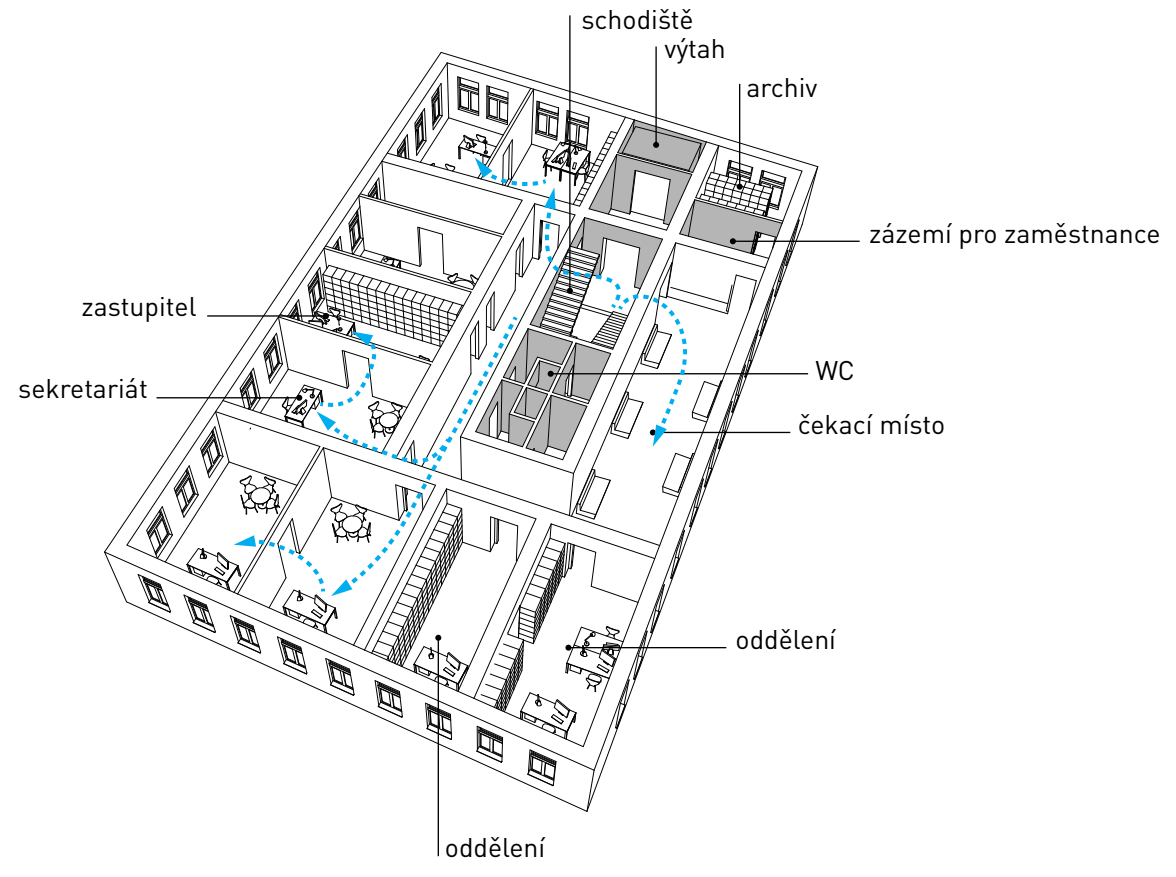 schodiště
výtah
archiv
zázemí pro zaměstnance
zastupitel
WC
sekretariát
čekací místo
oddělení
oddělení